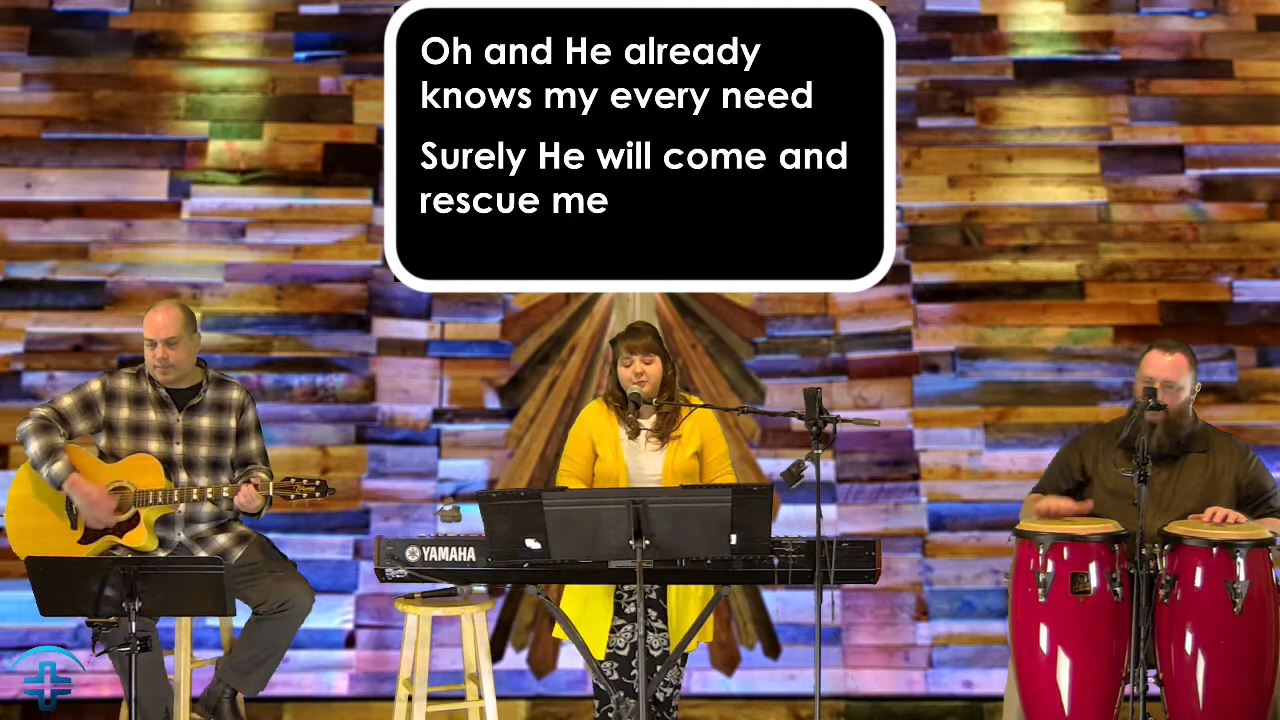 Oh and He already
knows my every need
Surely He will come and
rescue me
YAMAHA